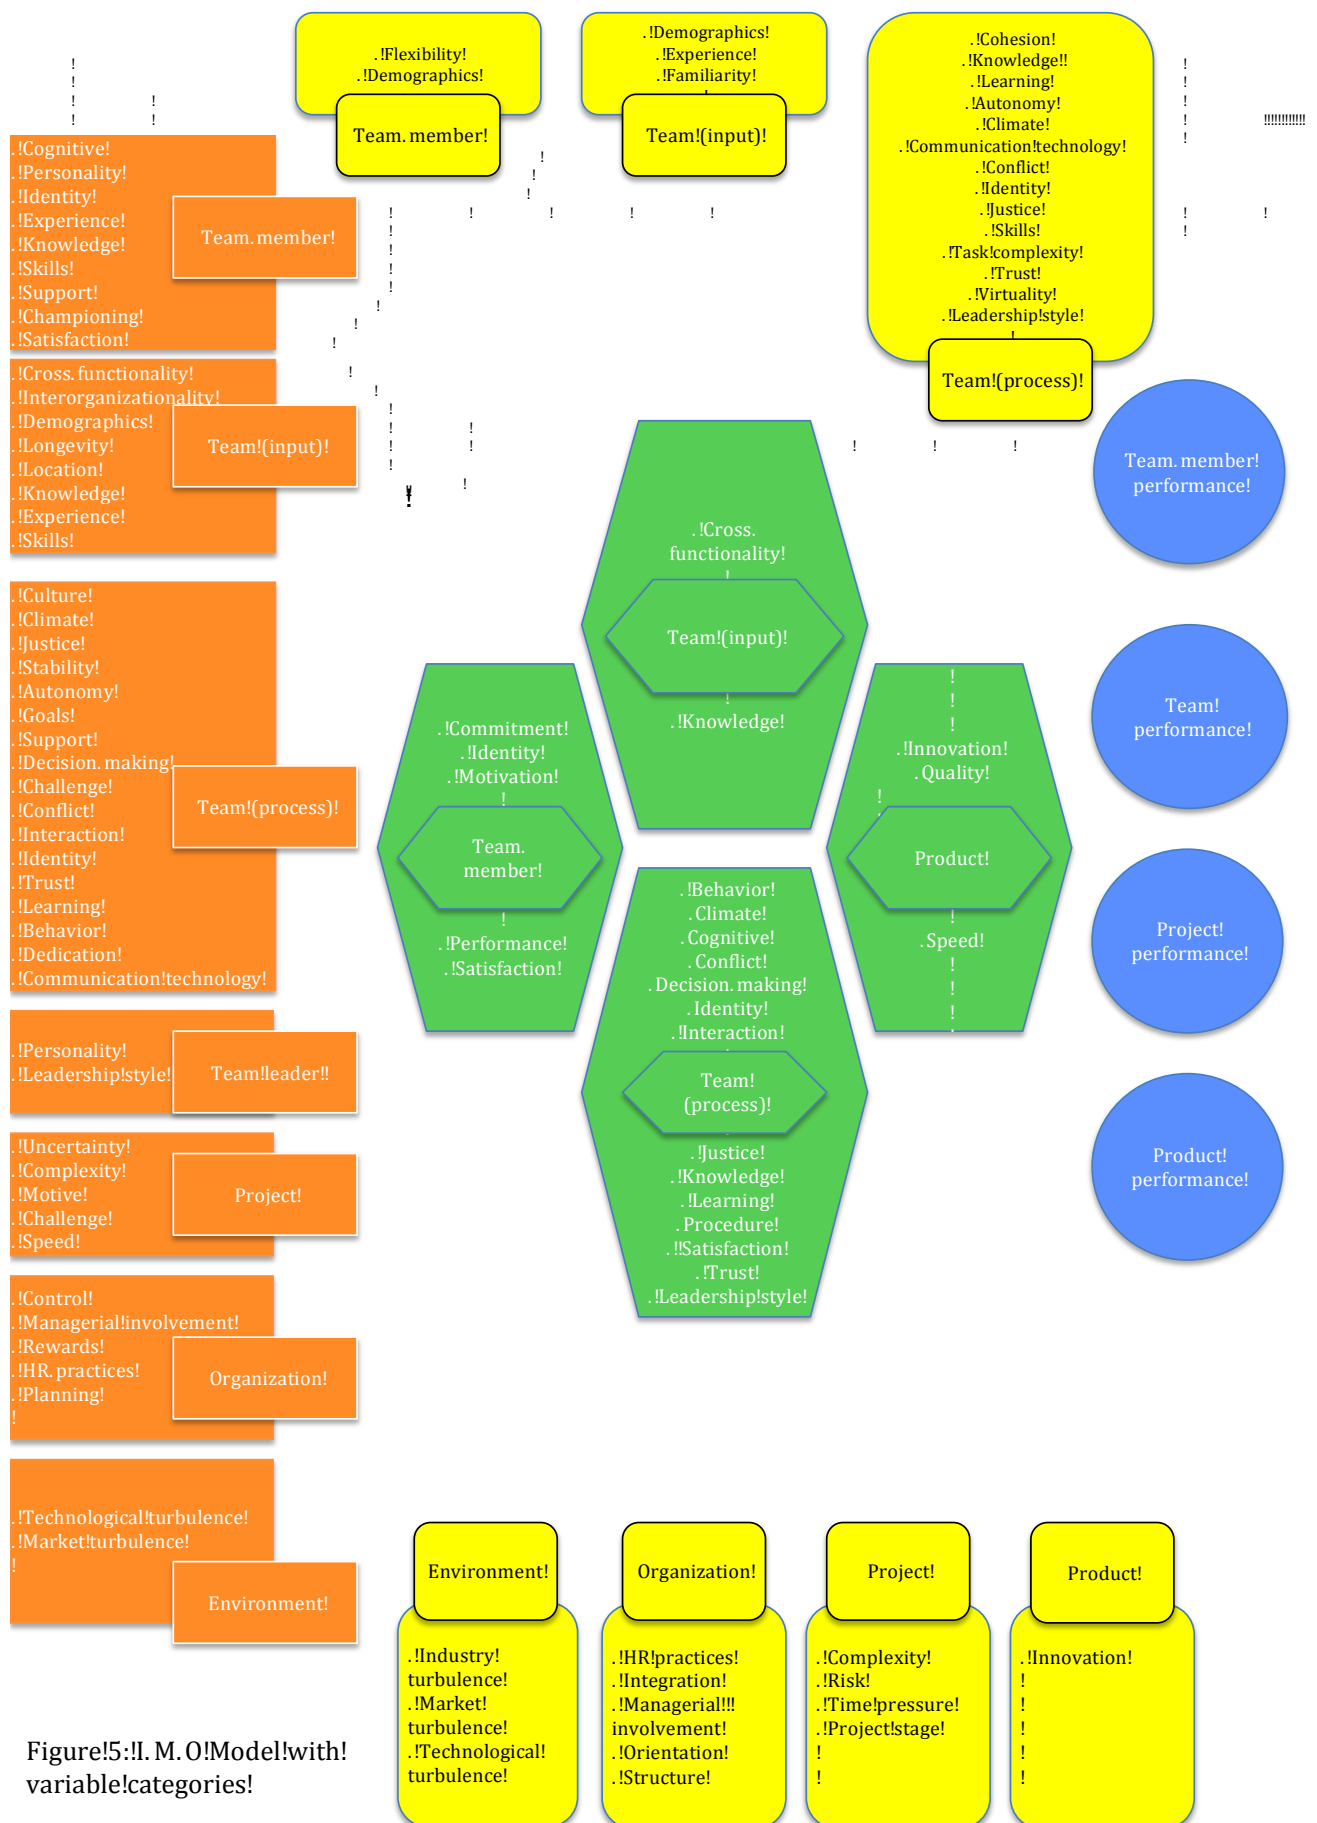 . !Flexibility!
. !Demographics!
Team. member!
. !Demographics!
. !Experience!
. !Familiarity!
!
Team!(input)!
. !Cohesion!
. !Knowledge!!
. !Learning!
. !Autonomy!
. !Climate!
. !Communication!technology!
. !Conflict!
. !Identity!
. !Justice!
. !Skills!
. !Task!complexity!
. !Trust!
. !Virtuality!
. !Leadership!style!
!
Team!(process)!
. !Cognitive!
. !Personality!
. !Identity!
. !Experience!
. !Knowledge!
. !Skills!
. !Support!
. !Championing!
. !Satisfaction!
Team. member!
. !Cross. functionality!
. !Interorganizationality!
. !Demographics!
. !Longevity!
. !Location!
. !Knowledge!
. !Experience!
. !Skills!
Team!(input)!
. !Culture!
. !Climate!
. !Justice!
. !Stability!
. !Autonomy!
. !Goals!
. !Support!
. !Decision. making!
. !Challenge!
. !Conflict!
. !Interaction!
. !Identity!
. !Trust!
. !Learning!
. !Behavior!
. !Dedication!
. !Communication!technology!
Team!(process)!
. !Personality!
. !Leadership!style!
Team!leader!!
. !Uncertainty!
. !Complexity!
. !Motive!
. !Challenge!
. !Speed!
Project!
. !Control!
. !Managerial!involvement!
. !Rewards!
. !HR. practices!
. !Planning!
!
Organization!
. !Technological!turbulence!
. !Market!turbulence!
!
Environment!
. !Cross.
functionality!
!
Team!(input)!
!
. !Knowledge!
. !Commitment!
. !Identity!
. !Motivation!
!
Team.
member!
!
. !Performance!
. !Satisfaction!
!
!
!
. !Innovation!
. Quality!
!
Product!
!
. Speed!
!
!
!
. !Behavior!
. Climate!
. Cognitive!
. Conflict!
. Decision. making!
. Identity!
. !Interaction!
Team!
(process)!
. !Justice!
. !Knowledge!
. !Learning!
. Procedure!
. !!Satisfaction!
. !Trust!
. !Leadership!style!
Team. member!
performance!
Team!
performance!
Project!
performance!
Product!
performance!
Environment!
. !Industry!
turbulence!
. !Market!
turbulence!
. !Technological!
turbulence!
Organization!
. !HR!practices!
. !Integration!
. !Managerial!!!
involvement!
. !Orientation!
. !Structure!
Project!
. !Complexity!
. !Risk!
. !Time!pressure!
. !Project!stage!
!
!
Product!
. !Innovation!
!
!
!
!
!
Figure!5:!I. M. O!Model!with!
variable!categories!